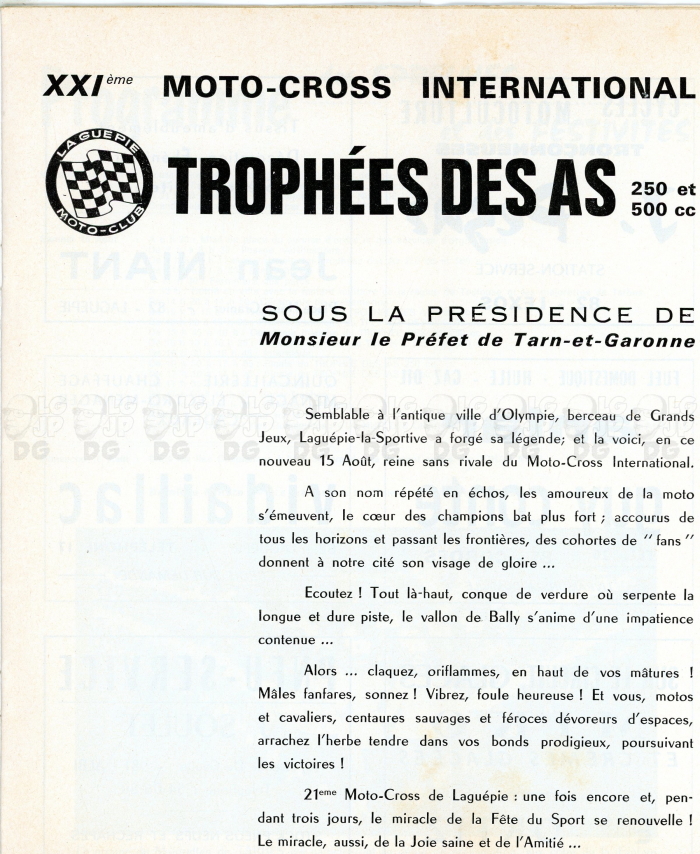 XXIème MOTO-CROSS INTERNATIONAL
LAGUEPIE
MOTO-CLUB
TROPHÉES DES AS
250 et
500 cc
SOUS LA PRÉSIDENCE DE
Monsieur le Préfet de Tarn-et-Garonne
Semblable à l'antique ville d'Olympie, berceau de Grands
Jeux, Laguépie-la-Sportive a forgé sa légende; et la voici, en ce
nouveau 15 Août, reine sans rivale du Moto-Cross International.
A son nom répété en échos, les amoureux de la moto
s'émeuvent, le cœur des champions bat plus fort ; accourus de
tous les horizons et passant les frontières, des cohortes de " fans "
donnent à notre cité son visage de gloire ...
Ecoutez ! Tout là-haut, conque de verdure où serpente la
longue et dure piste, le vallon de Bally s'anime d'une impatience
contenue ...
Alors ... claquez, oriflammes, en haut de vos mâtures !
Mâles fanfares, sonnez ! Vibrez, foule heureuse ! Et vous, motos
et cavaliers, centaures sauvages et féroces dévoreurs d'espaces,
arrachez l'herbe tendre dans vos bonds prodigieux, poursuivant
les victoires !
21eme Moto-Cross de Laguépie : une fois encore et, pen-
dant trois jours, le miracle de la Fête du Sport se renouvelle !
Le miracle, aussi, de la Joie saine et de l'Amitié ...